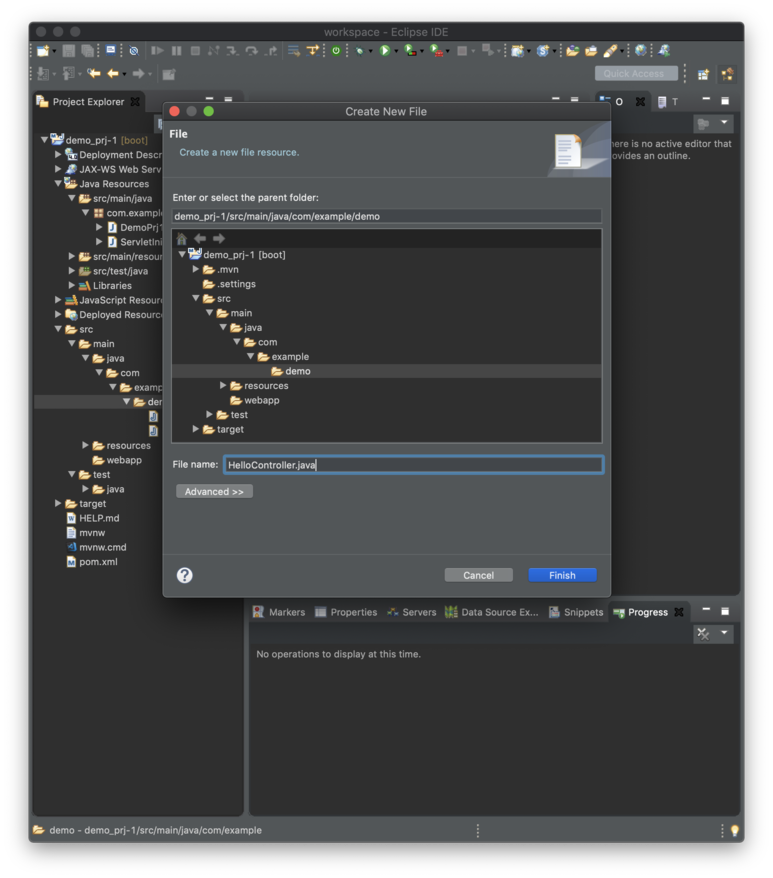 workspace - Eclipse IDE
Quick Access
Project Explorer
O
T
demo_prj-1 [boot]
Deployment Descr
JAX-WS Web Serv
Java Resources
src/main/java
com.example
DemoPrj1
ServletIni
src/main/resour
src/test/java
Libraries
JavaScript Resour
Deployed Resourc
src
main
java
com
examp
der
resources
webapp
test
java
target
HELP.md
mvnw
mvnw.cmd
pom.xml
Create New File
File
Create a new file resource.
Enter or select the parent folder:
demo_prj-1/src/main/java/com/example/demo
demo_prj-1 [boot]
.mvn
.settings
src
main
java
com
example
demo
resources
webapp
test
target
File name: HelloController.java
Advanced >>
Cancel
Finish
here is no active editor that
ovides an outline.
Markers
Properties
Servers
Data Source Ex...
Snippets
Progress
No operations to display at this time.
demo - demo_prj-1/src/main/java/com/example